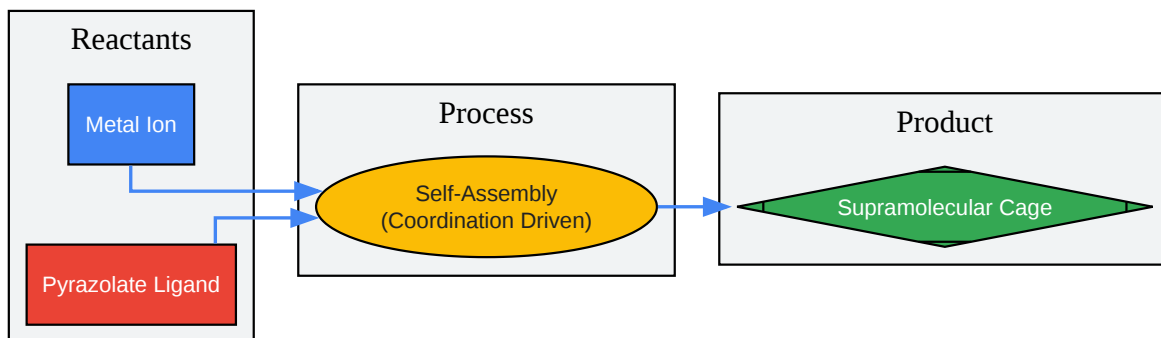 Reactants
Metal Ion
Pyrazolate Ligand
Process
Self-Assembly
(Coordination Driven)
Product
Supramolecular Cage